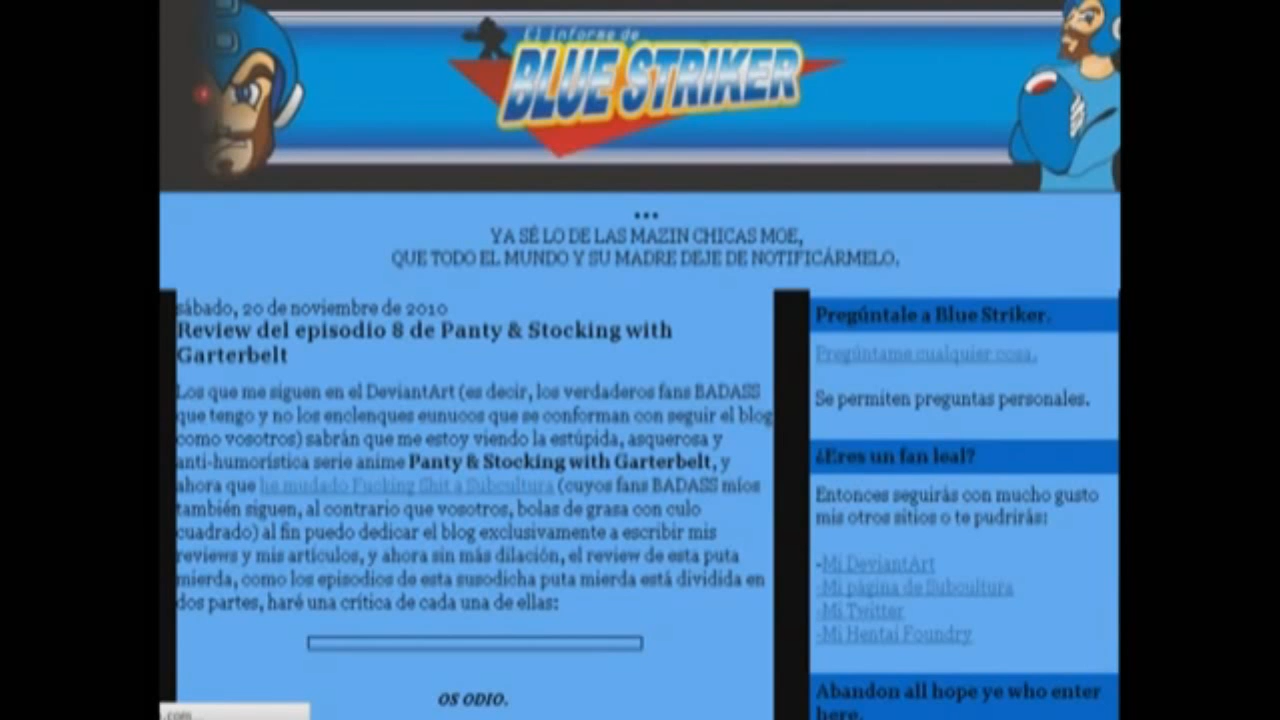 El informe de
BLUE STRIKER
...
YA SÉ LO DE LAS MAZIN CHICAS MOE,
QUE TODO EL MUNDO Y SU MADRE DEJE DE NOTIFICÁRMELO.
sábado, 20 de noviembre de 2010
Review del episodio 8 de Panty & Stocking with
Garterbelt
Los que me siguen en el DeviantArt (es decir, los verdaderos fans BADASS
que tengo y no los enclenques eunucos que se conforman con seguir el blog
como vosotros) sabrán que me estoy viendo la estúpida, asquerosa y
anti-humorística serie anime Panty & Stocking with Garterbelt, y
ahora que he mudado Fucking Shit a Subcultura (cuyos fans BADASS míos
también siguen, al contrario que vosotros, bolas de grasa con culo
cuadrado) al fin puedo dedicar el blog exclusivamente a escribir mis
reviews y mis artículos, y ahora sin más dilación, el review de esta puta
mierda, como los episodios de esta susodicha puta mierda está dividida en
dos partes, haré una crítica de cada una de ellas:
OS ODIO.
Pregúntale a Blue Striker.
Pregúntame cualquier cosa.
Se permiten preguntas personales.
¿Eres un fan leal?
Entonces seguirás con mucho gusto
mis otros sitios o te pudrirás:
-Mi DeviantArt
-Mi página de Subcultura
-Mi Twitter
-Mi Hentai Foundry
Abandon all hope ye who enter
here.